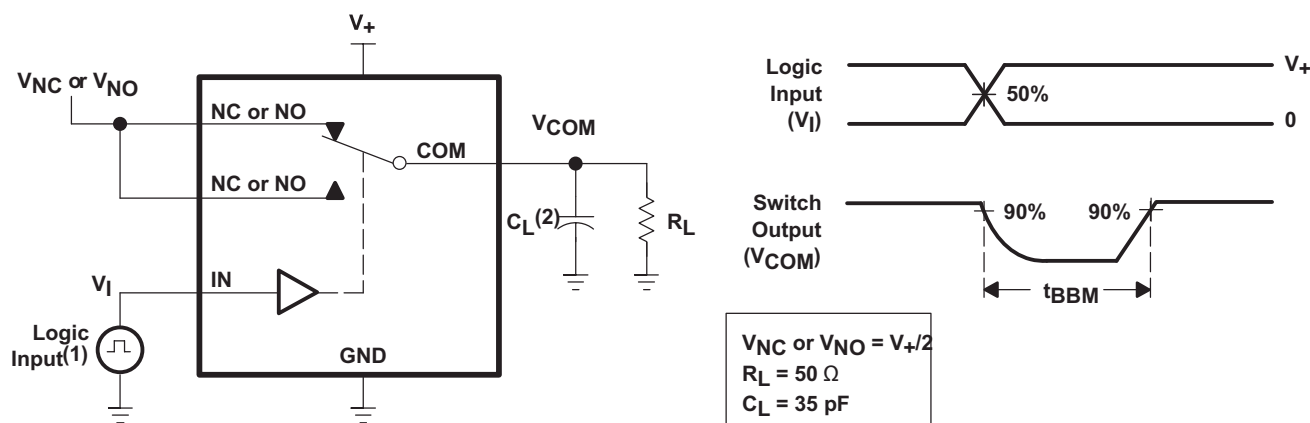 V+
VNC or VNO
NC or NO
VCOM
COM
NC or NO
CL(2)
RL
VI
IN
Logic
Input(1)
GND
Logic
Input
(VI)
50%
V+
0
Switch
Output
(VCOM)
90%
90%
tBBM
VNC or VNO = V+/2
RL = 50 Ω
CL = 35 pF